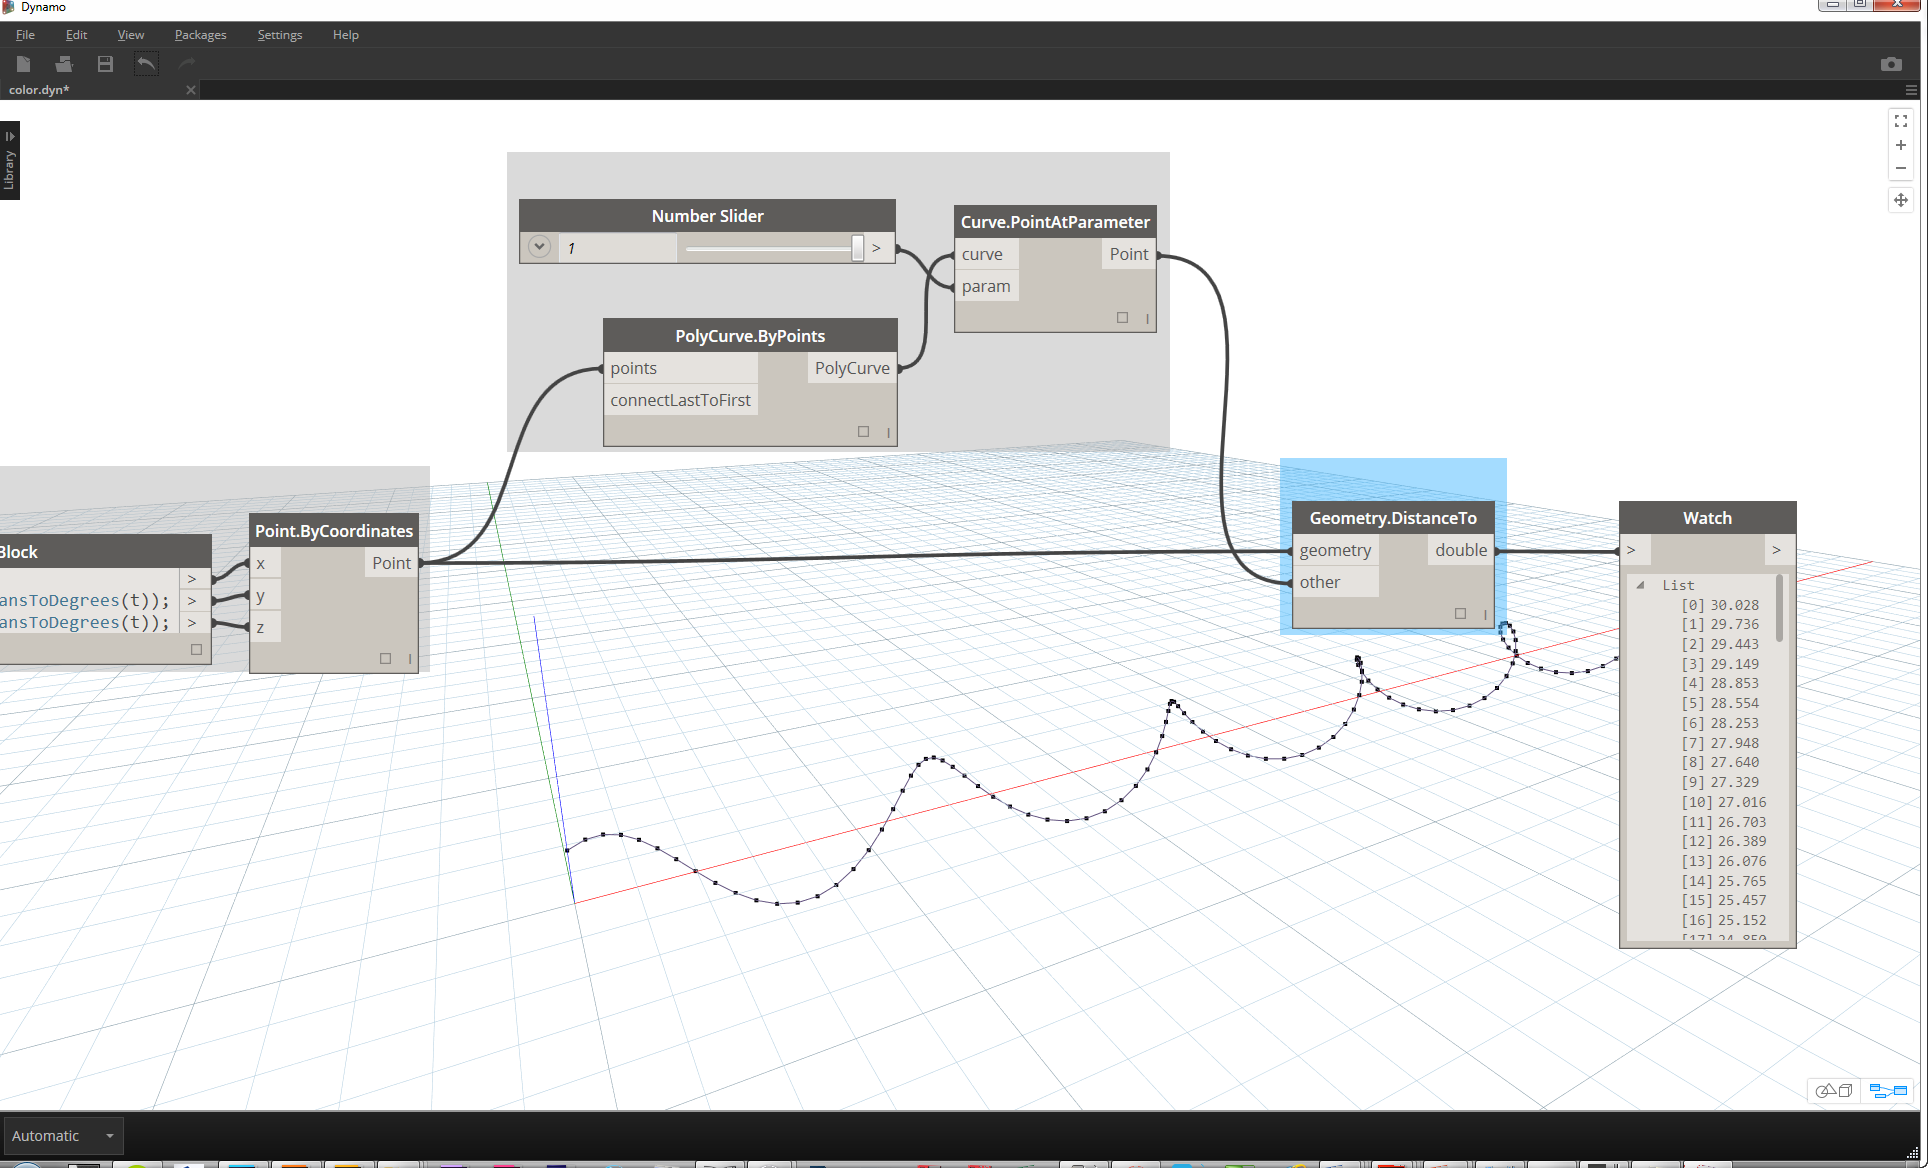 Dynamo
File Edit View Packages Settings Help
color.dyn*
Library
Number Slider
1 >
Curve.PointAtParameter
curve Point
param
PolyCurve.ByPoints
points PolyCurve
connectLastToFirst
Block
>
ansToDegrees(t)); >
ansToDegrees(t)); >
Point.ByCoordinates
x Point
y
z
Geometry.DistanceTo
geometry double
other
Watch
> >
List
[0] 30.028
[1] 29.736
[2] 29.443
[3] 29.149
[4] 28.853
[5] 28.554
[6] 28.253
[7] 27.948
[8] 27.640
[9] 27.329
[10] 27.016
[11] 26.703
[12] 26.389
[13] 26.076
[14] 25.765
[15] 25.457
[16] 25.152
[17] 24.850
Automatic